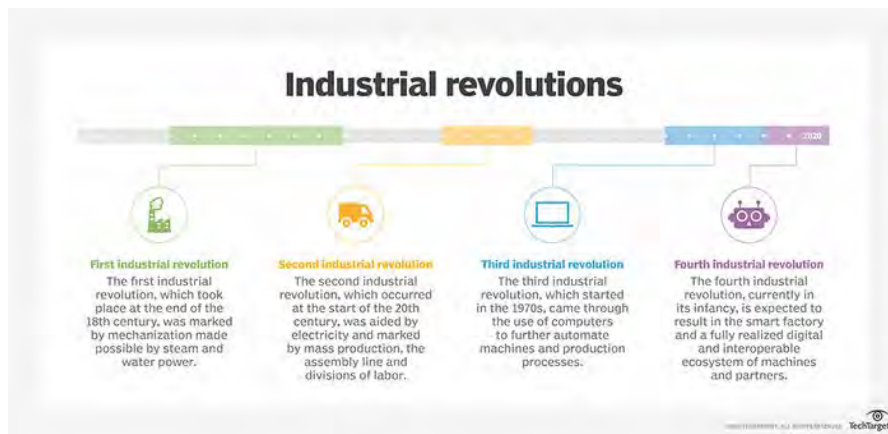 Industrial revolutions
2020
First industrial revolution
The first industrial
revolution, which took
place at the end of the
18th century, was marked
by mechanization made
possible by steam and
water power.
Second industrial revolution
The second industrial
revolution, which occurred
at the start of the 20th
century, was aided by
electricity and marked
by mass production, the
assembly line and
divisions of labor.
Third industrial revolution
The third industrial
revolution, which started
in the 1970s, came through
the use of computers
to further automate
machines and production
processes.
Fourth industrial revolution
The fourth industrial
revolution, currently in
its infancy, is expected to
result in the smart factory
and a fully realized digital
and interoperable
ecosystem of machines
and partners.
ALL RIGHTS RESERVED
TechTarget